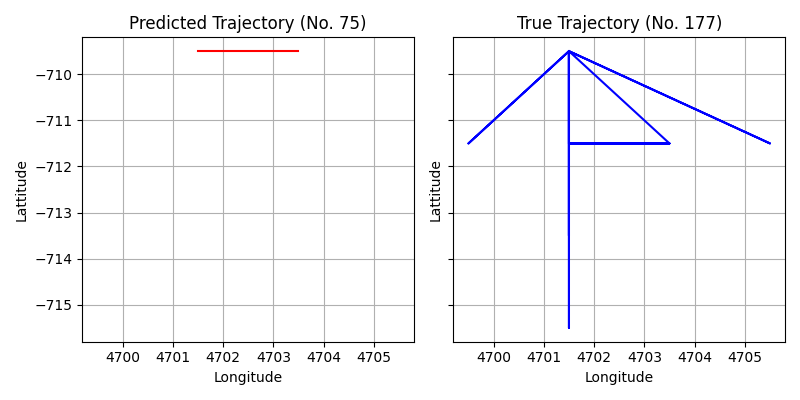 Predicted Trajectory (No. 75)
−710
−711
−712
−713
−714
−715
Lattitude
4700 4701 4702 4703 4704 4705
Longitude
True Trajectory (No. 177)
Lattitude
4700 4701 4702 4703 4704 4705
Longitude